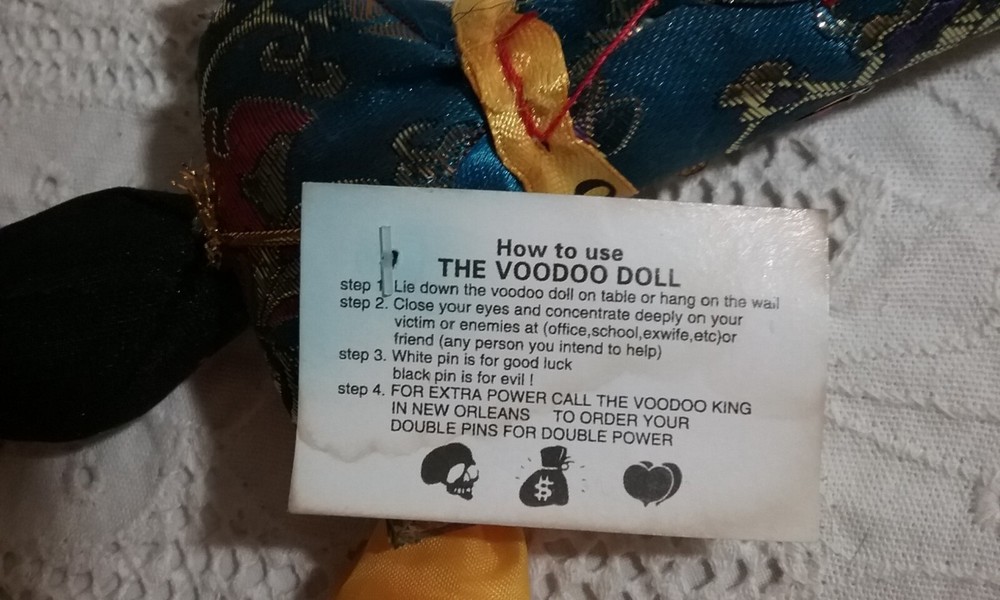 How to use
THE VOODOO DOLL
step 1. Lie down the voodoo doll on table or hang on the wall
step 2. Close your eyes and concentrate deeply on your
victim or enemies at (office,school,exwife,etc)or
friend (any person you intend to help)
step 3. White pin is for good luck
black pin is for evil !
step 4. FOR EXTRA POWER CALL THE VOODOO KING
IN NEW ORLEANS TO ORDER YOUR
DOUBLE PINS FOR DOUBLE POWER
$